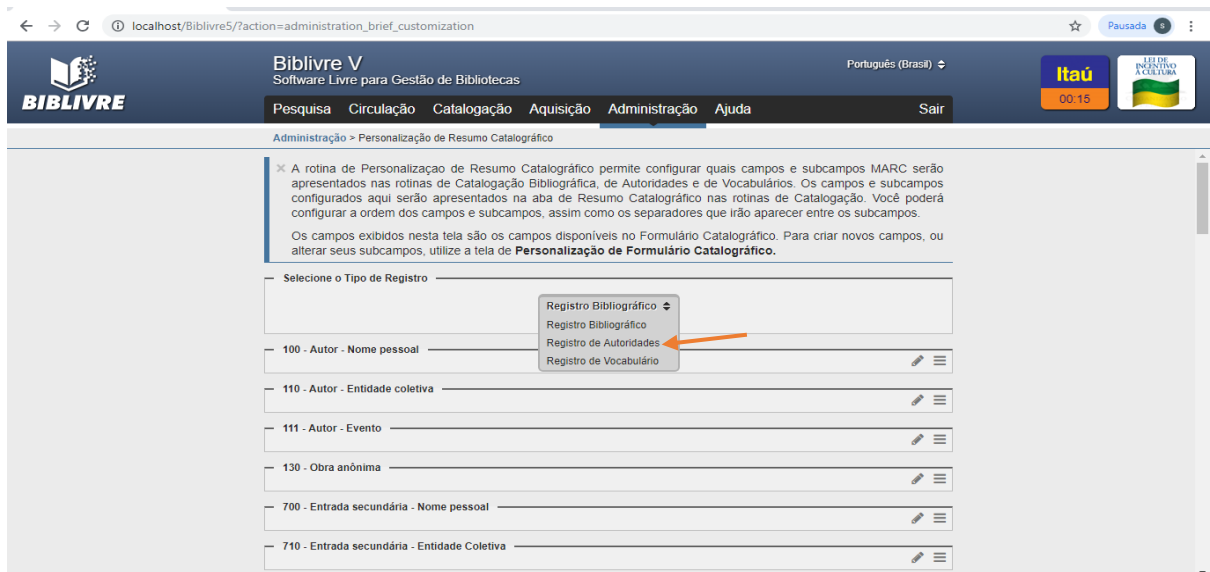 localhost/Biblivre5/?action=administration_brief_customization
Pausada
s
BIBLIVRE
Biblivre V
Software Livre para Gestão de Bibliotecas
Português (Brasil)
Itaú
00:15
LEI DE
INCENTIVO
À CULTURA
Pesquisa Circulação Catalogação Aquisição Administração Ajuda Sair
Administração > Personalização de Resumo Catalográfico
A rotina de Personalizaçao de Resumo Catalográfico permite configurar quais campos e subcampos MARC serão
apresentados nas rotinas de Catalogação Bibliográfica, de Autoridades e de Vocabulários. Os campos e subcampos
configurados aqui serão apresentados na aba de Resumo Catalográfico nas rotinas de Catalogação. Você poderá
configurar a ordem dos campos e subcampos, assim como os separadores que irão aparecer entre os subcampos.
Os campos exibidos nesta tela são os campos disponíveis no Formulário Catalográfico. Para criar novos campos, ou
alterar seus subcampos, utilize a tela de Personalização de Formulário Catalográfico.
Selecione o Tipo de Registro
Registro Bibliográfico
Registro Bibliográfico
Registro de Autoridades
Registro de Vocabulário
100 - Autor - Nome pessoal
110 - Autor - Entidade coletiva
111 - Autor - Evento
130 - Obra anônima
700 - Entrada secundária - Nome pessoal
710 - Entrada secundária - Entidade Coletiva